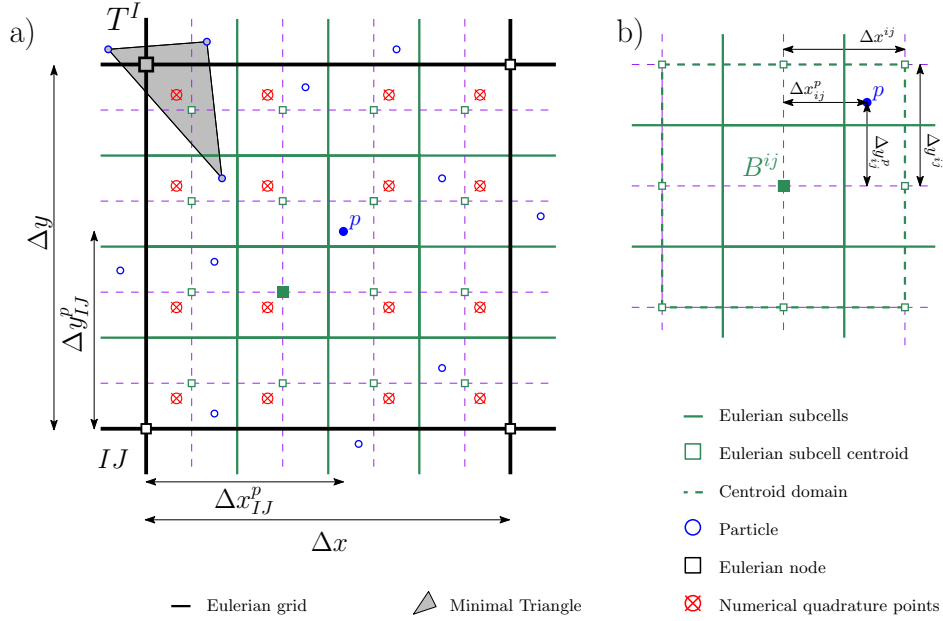 a)
T^I
Δy
Δy^p_{IJ}
p
IJ
Δx^p_{IJ}
Δx
b)
Δx^{ij}
Δx^p_{ij}
p
Δy^p_{ij}
Δy^{ij}
B^{ij}
Eulerian subcells
Eulerian subcell centroid
Centroid domain
Particle
Eulerian node
Numerical quadrature points
Eulerian grid
Minimal Triangle